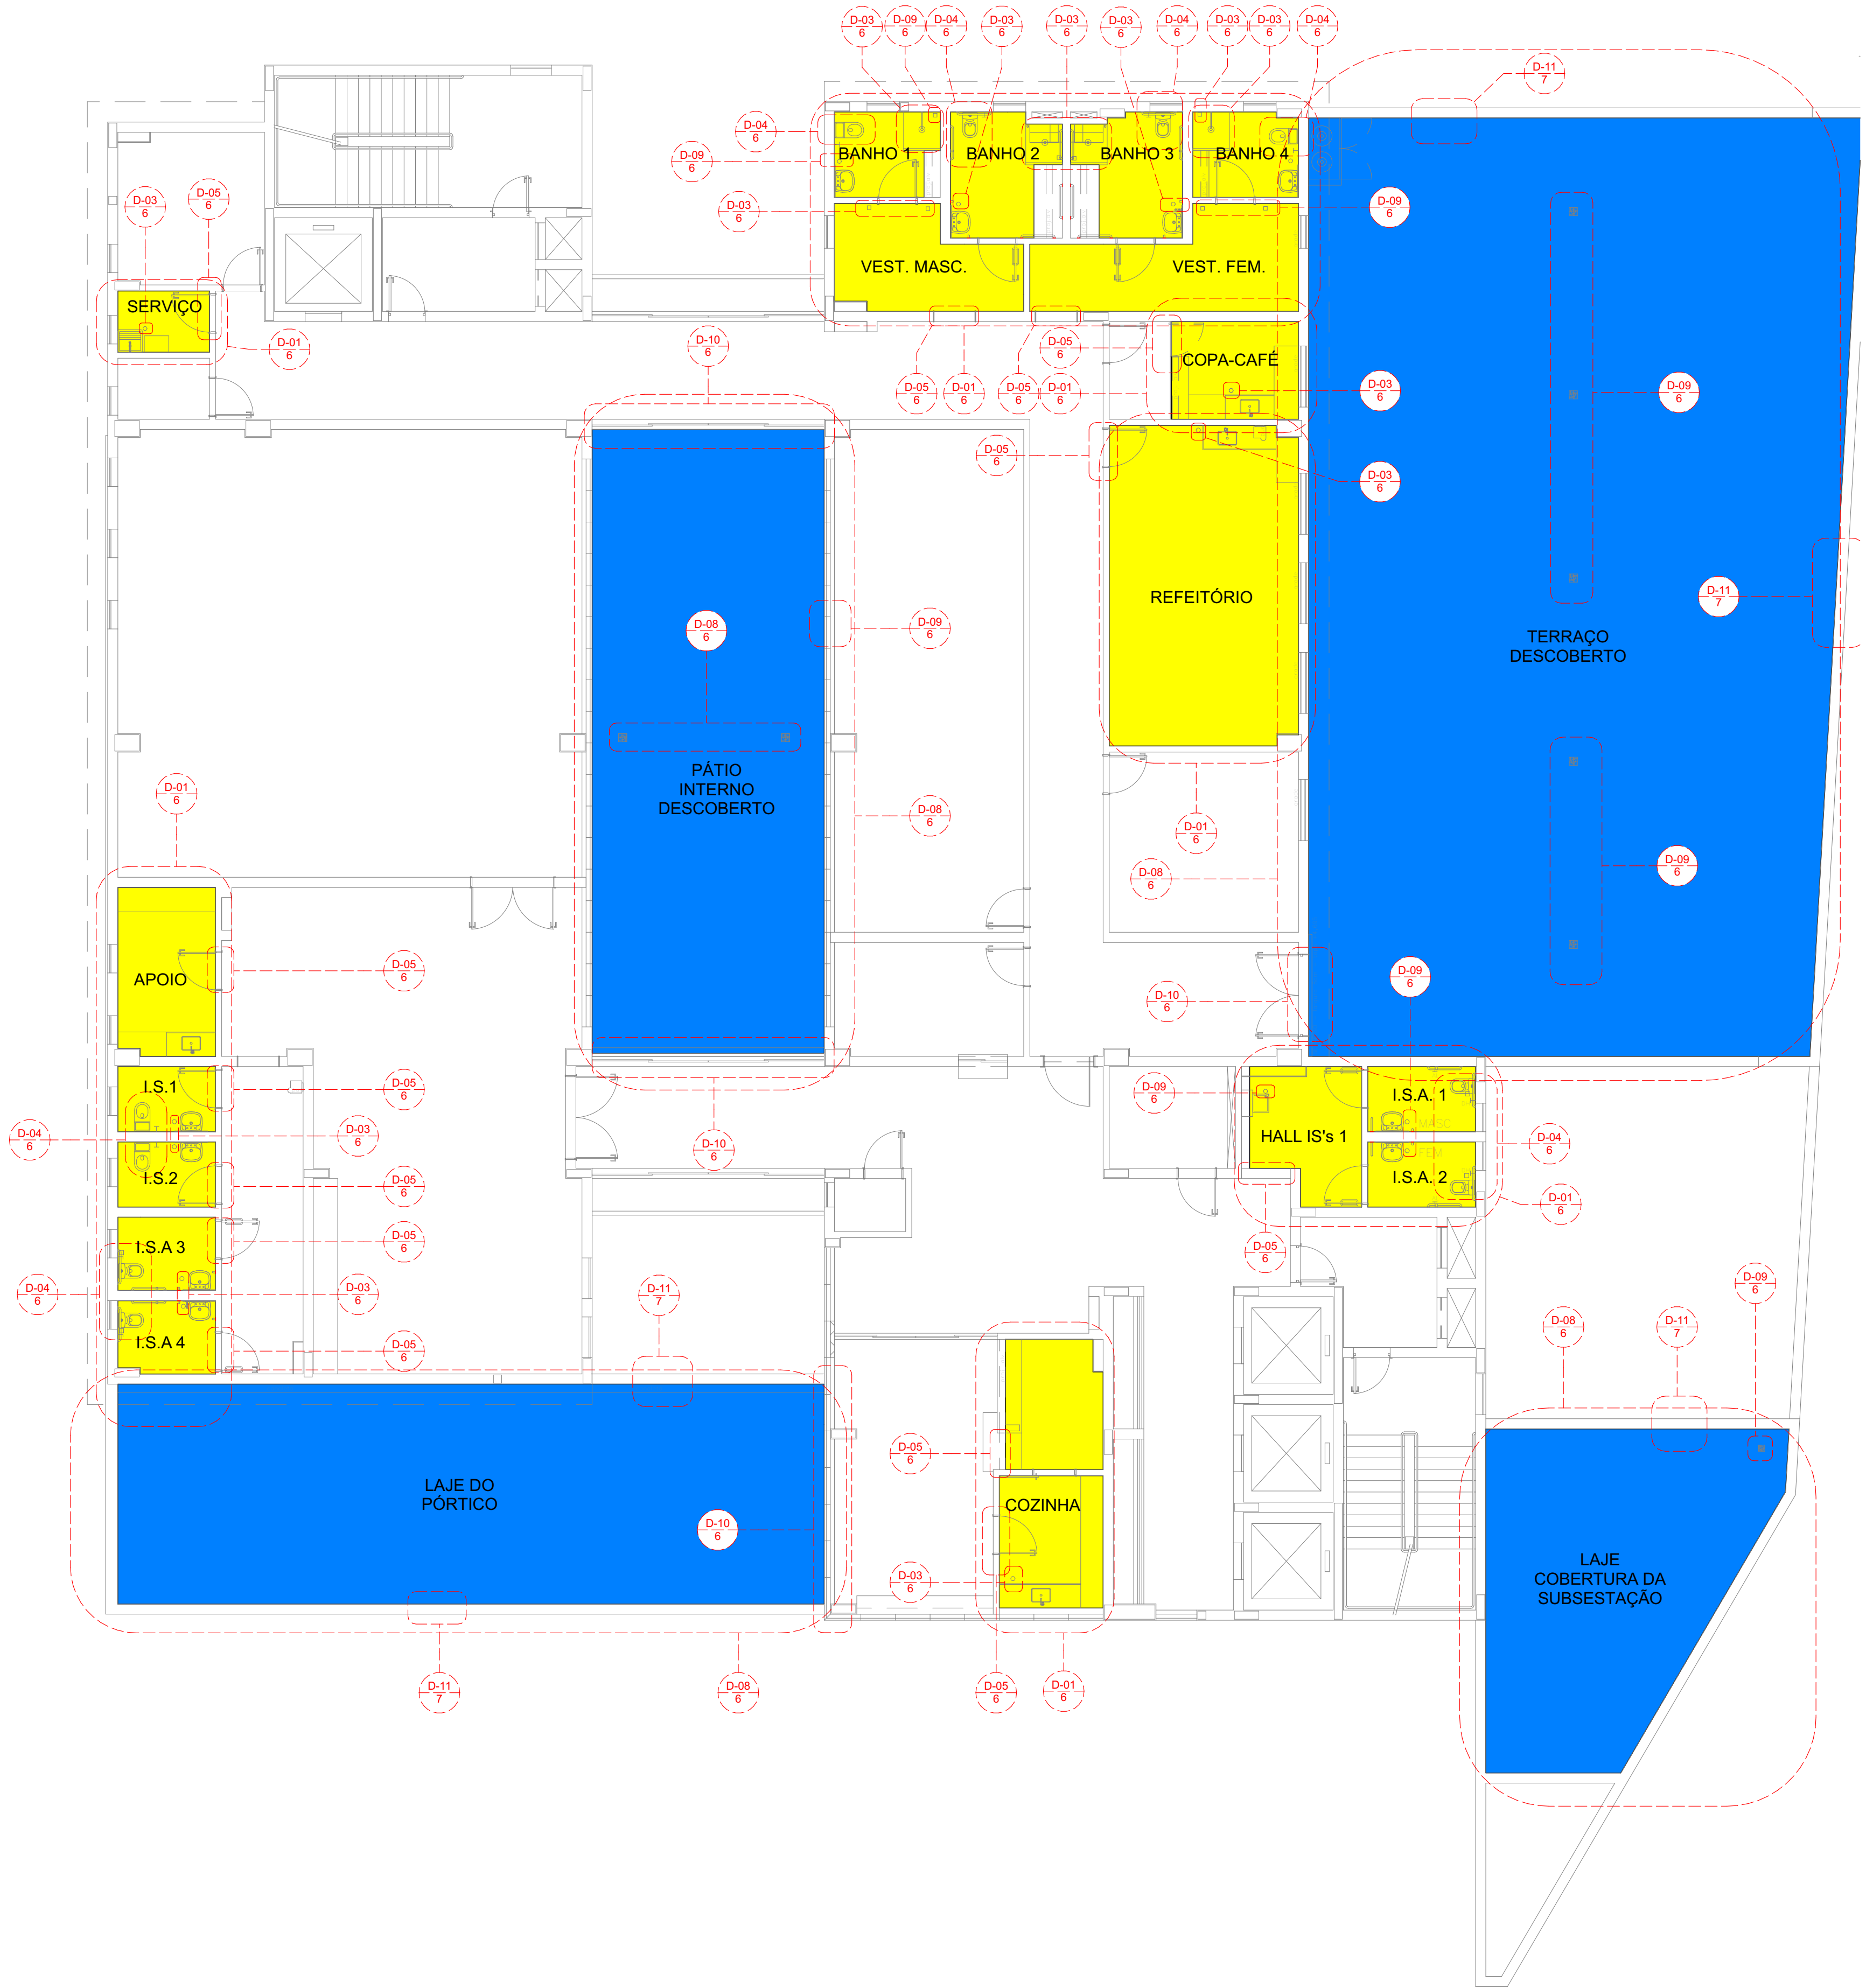 D-03
6
D-09
6
D-04
6
D-03
6
D-03
6
D-03
6
D-04
6
D-03
6
D-03
6
D-04
6
D-11
7
D-04
6
D-09
6
BANHO 1
BANHO 2
BANHO 3
BANHO 4
D-03
6
D-05
6
D-03
6
D-09
6
VEST. MASC.
VEST. FEM.
SERVIÇO
D-01
6
D-10
6
D-05
6
COPA-CAFÉ
D-05
6
D-01
6
D-05
6
D-01
6
D-03
6
D-09
6
D-05
6
D-03
6
REFEITÓRIO
D-11
7
D-08
6
D-09
6
TERRAÇO
DESCOBERTO
PÁTIO
INTERNO
DESCOBERTO
D-01
6
D-08
6
D-01
6
D-08
6
D-09
6
APOIO
D-05
6
D-09
6
D-10
6
I.S.1
D-05
6
D-09
6
I.S.A. 1
MASC
D-04
6
D-03
6
D-10
6
HALL IS's 1
FEM
D-04
6
I.S.2
D-05
6
I.S.A. 2
D-01
6
I.S.A 3
D-05
6
D-05
6
D-04
6
D-03
6
D-11
7
D-09
6
I.S.A 4
D-05
6
D-08
6
D-11
7
D-05
6
LAJE DO
PÓRTICO
D-10
6
COZINHA
D-03
6
LAJE
COBERTURA DA
SUBSESTAÇÃO
D-11
7
D-08
6
D-05
6
D-01
6